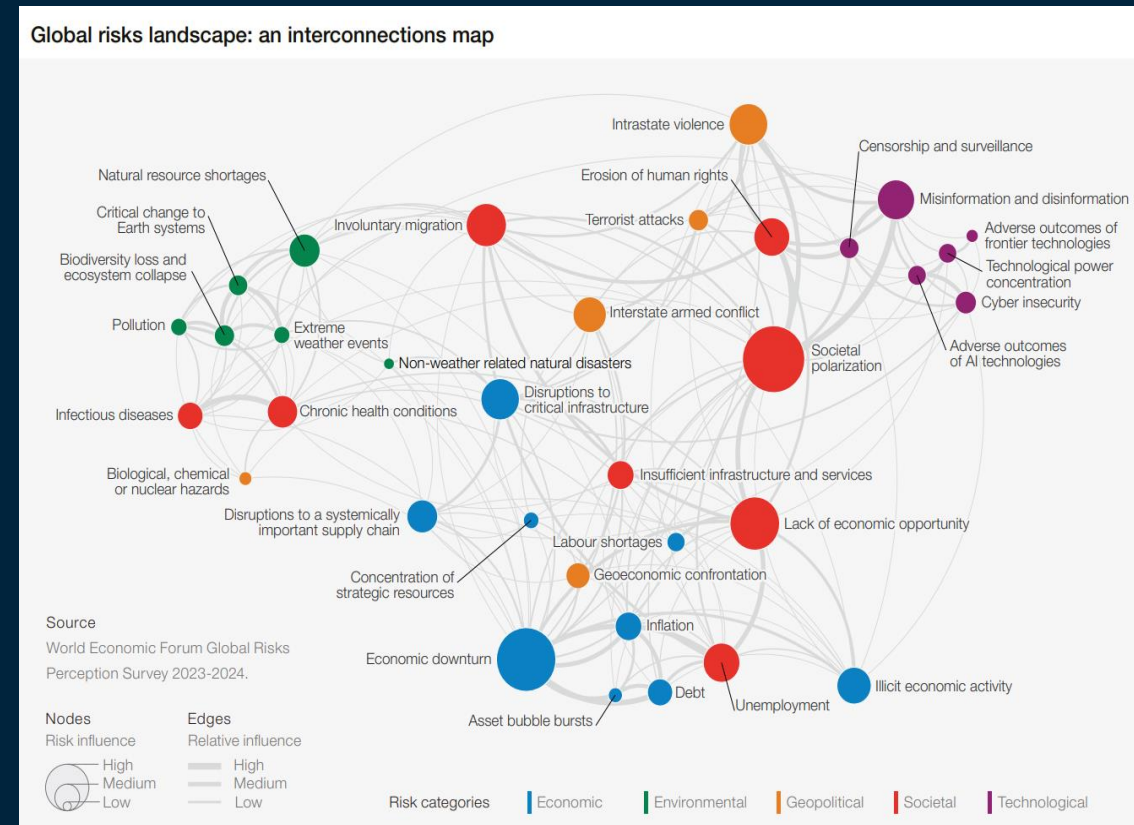 Global risks landscape: an interconnections map
Intrastate violence
Censorship and surveillance
Natural resource shortages
Erosion of human rights
Misinformation and disinformation
Critical change to
Earth systems
Involuntary migration
Terrorist attacks
Adverse outcomes of
frontier technologies
Biodiversity loss and
ecosystem collapse
Technological power
concentration
Cyber insecurity
Pollution
Extreme
weather events
Interstate armed conflict
Adverse outcomes
of AI technologies
Societal
polarization
Non-weather related natural disasters
Disruptions to
critical infrastructure
Infectious diseases
Chronic health conditions
Biological, chemical
or nuclear hazards
Insufficient infrastructure and services
Disruptions to a systemically
important supply chain
Lack of economic opportunity
Labour shortages
Concentration of
strategic resources
Geoeconomic confrontation
Inflation
Economic downturn
Debt
Illicit economic activity
Unemployment
Asset bubble bursts
Source
World Economic Forum Global Risks
Perception Survey 2023-2024.
Nodes
Risk influence
High
Medium
Low
Edges
Relative influence
High
Medium
Low
Risk categories
Economic
Environmental
Geopolitical
Societal
Technological